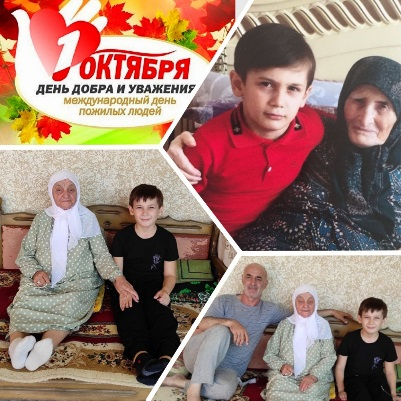 1 ОКТЯБРЯ
ДЕНЬ ДОБРА И УВАЖЕНИЯ
международный день
пожилых людей